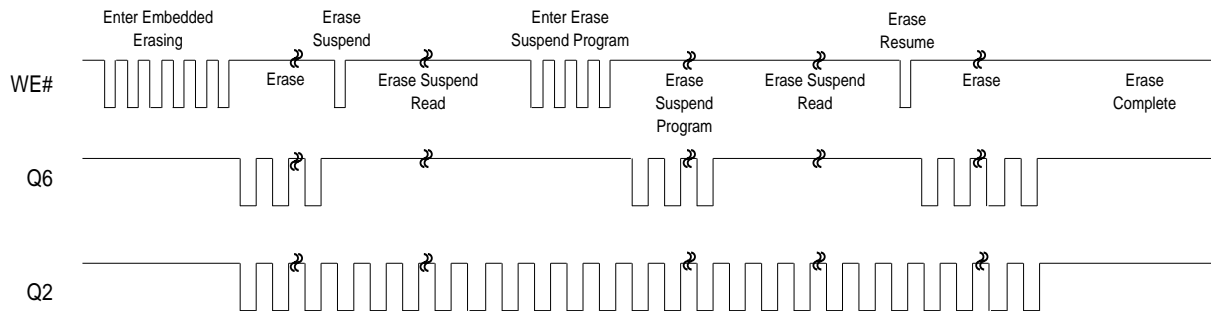 Enter Embedded
Erasing
Erase
Suspend
Enter Erase
Suspend Program
Erase
Resume
WE#
Erase
Erase Suspend
Read
Erase
Suspend
Program
Erase Suspend
Read
Erase
Erase
Complete
Q6
Q2